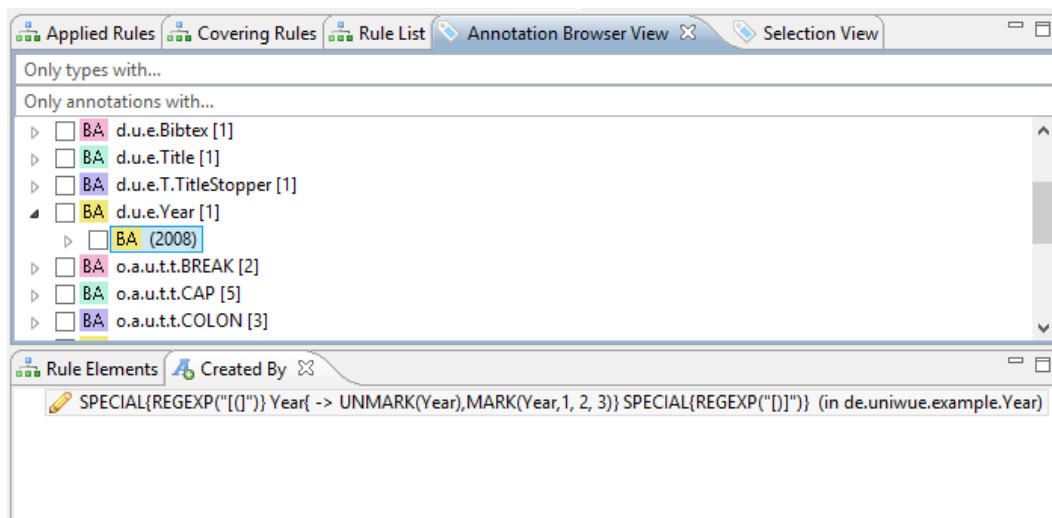 Applied Rules Covering Rules Rule List Annotation Browser View Selection View
Only types with...
Only annotations with...
BA d.u.e.Bibtex [1]
BA d.u.e.Title [1]
BA d.u.e.T.TitleStopper [1]
BA d.u.e.Year [1]
BA (2008)
BA o.a.u.t.t.BREAK [2]
BA o.a.u.t.t.CAP [5]
BA o.a.u.t.t.COLON [3]
Rule Elements Created By
SPECIAL{REGEXP("[(]")} Year{ -> UNMARK(Year),MARK(Year,1, 2, 3)} SPECIAL{REGEXP("[)]")} (in de.uniwue.example.Year)